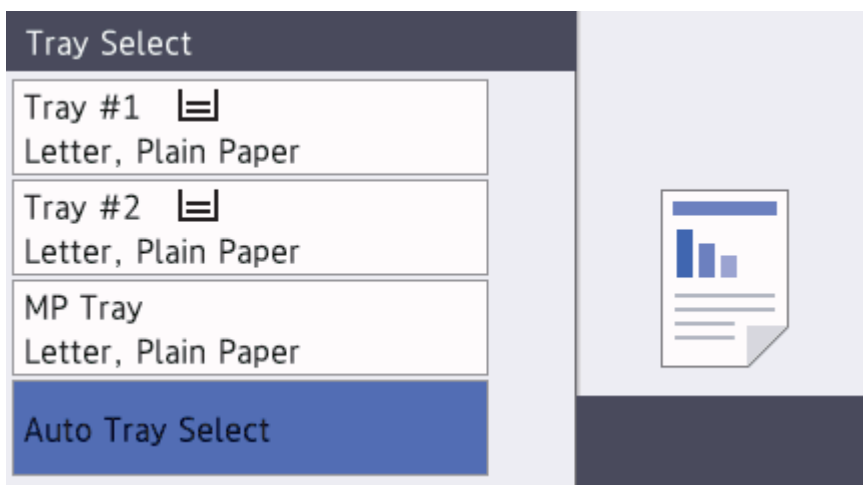 Tray Select
Tray #1
Letter, Plain Paper
Tray #2
Letter, Plain Paper
MP Tray
Letter, Plain Paper
Auto Tray Select